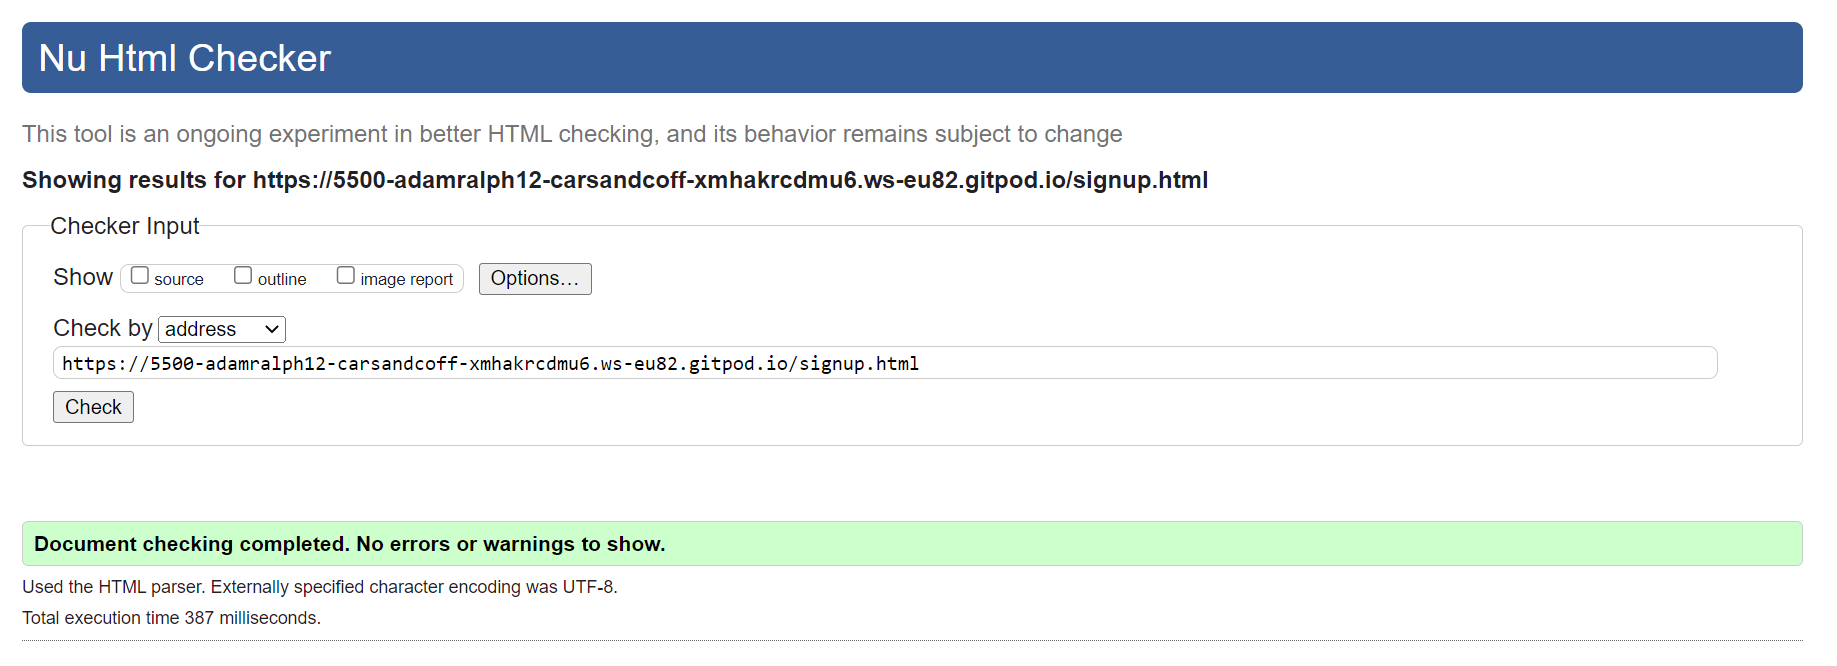 Nu Html Checker
This tool is an ongoing experiment in better HTML checking, and its behavior remains subject to change
Showing results for https://5500-adamralph12-carsandcoff-xmhakrcdmu6.ws-eu82.gitpod.io/signup.html
Checker Input
Show source outline image report Options...
Check by address
https://5500-adamralph12-carsandcoff-xmhakrcdmu6.ws-eu82.gitpod.io/signup.html
Check
Document checking completed. No errors or warnings to show.
Used the HTML parser. Externally specified character encoding was UTF-8.
Total execution time 387 milliseconds.